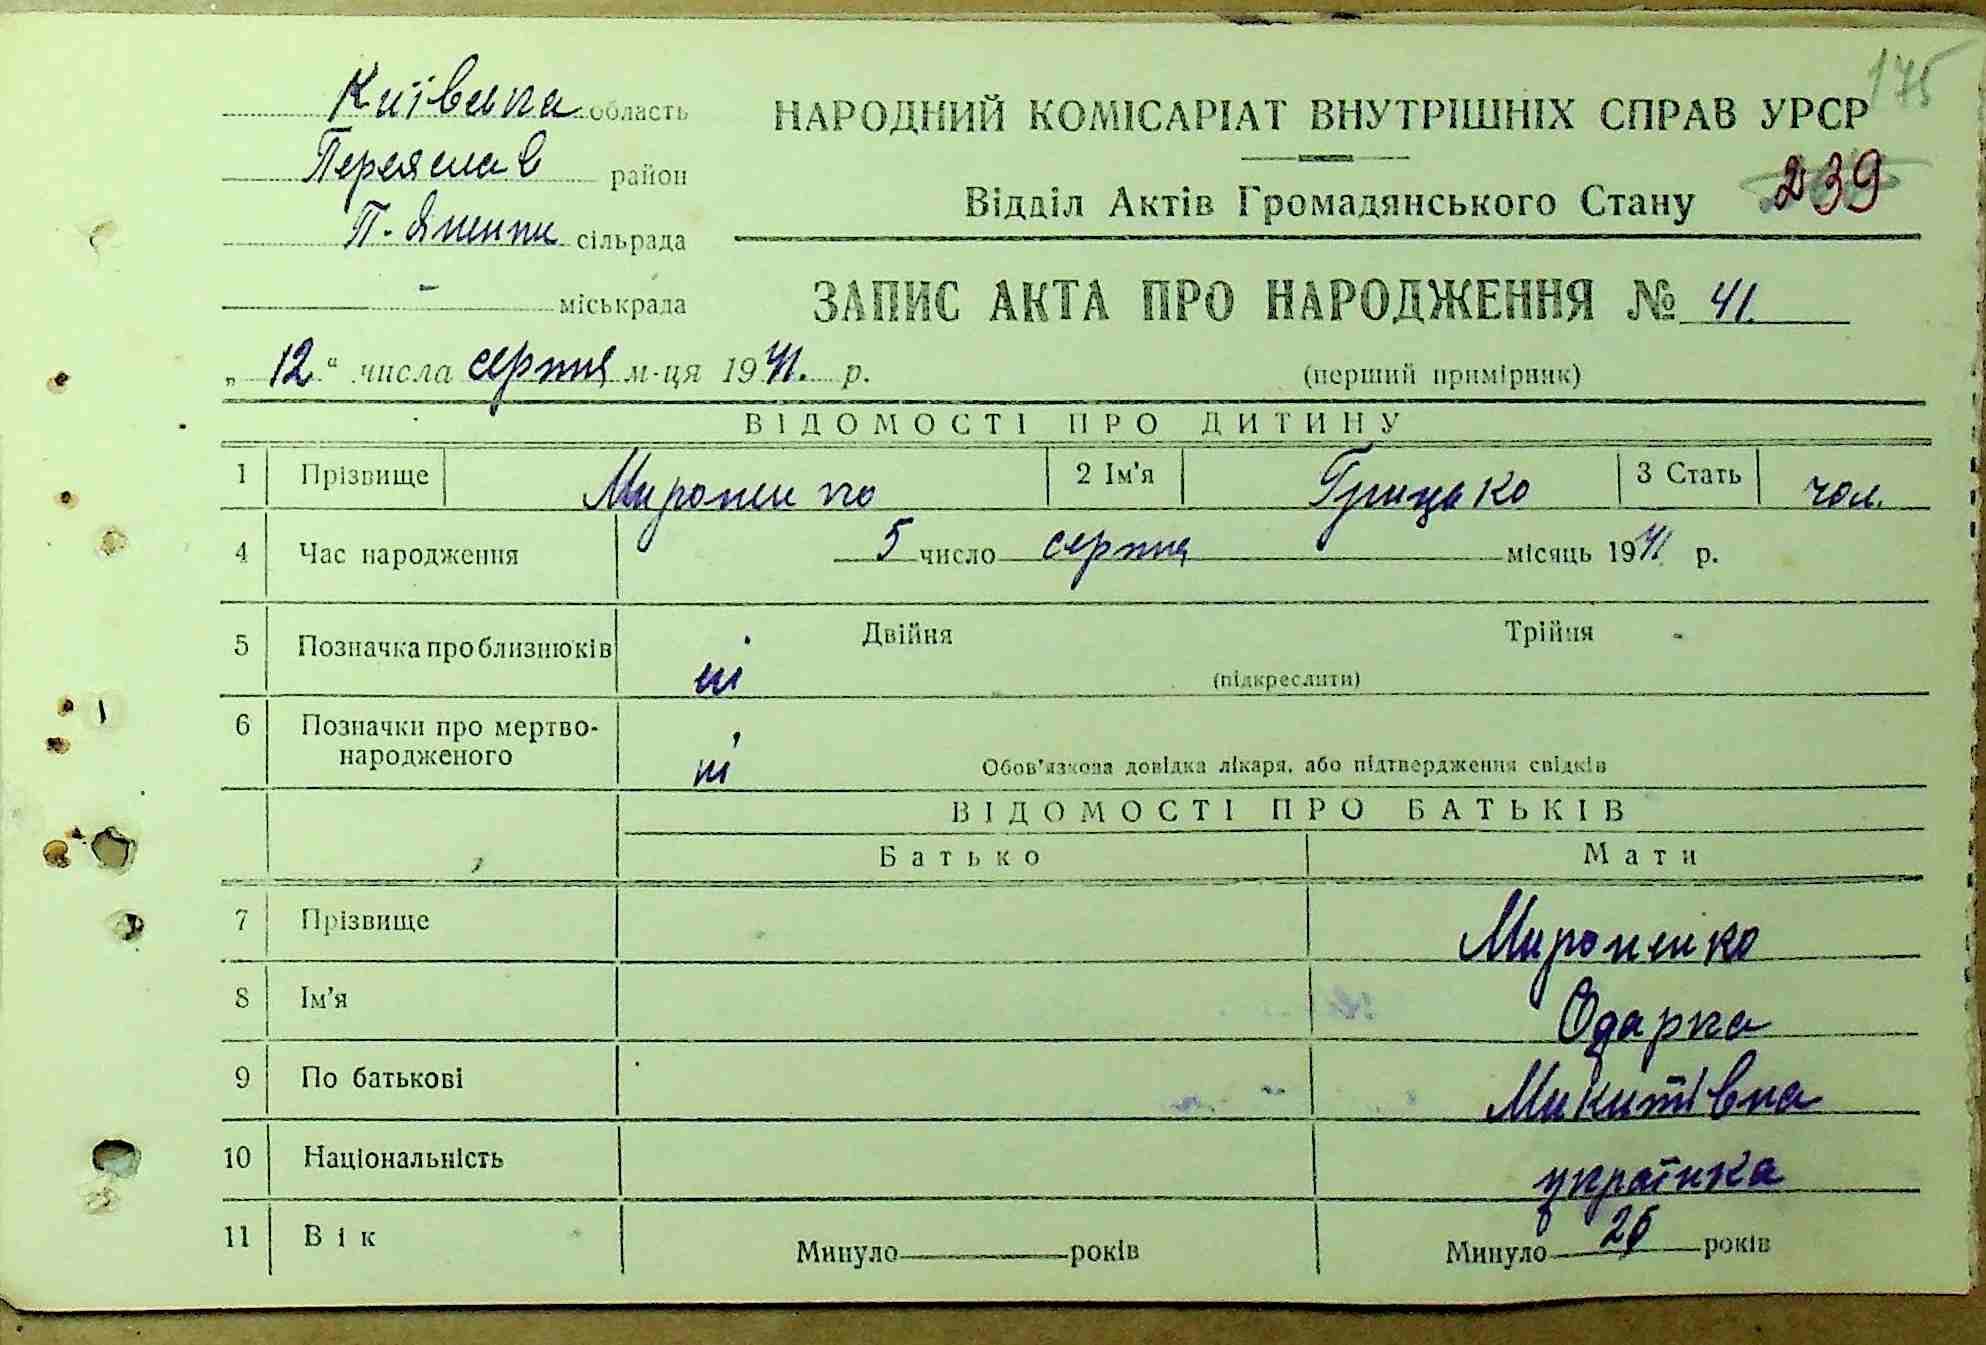 175
Київська область
НАРОДНИЙ КОМІСАРІАТ ВНУТРІШНІХ СПРАВ УРСР
Переяслав район
Відділ Актів Громадянського Стану 239
сільрада
- міськрада
ЗАПИС АКТА ПРО НАРОДЖЕННЯ № 41.
„12“ числа серпня м-ця 1941. р.
(перший примірник)
ВІДОМОСТІ ПРО ДИТИНУ
1 Прізвище Мироненко 2 Ім'я Грицько 3 Стать чол.
4 Час народження 5 число серпня місяць 1941 р.
5 Позначка про близнюків ні Двійня Трійня
(підкреслити)
6 Позначки про мертво-
народженого ні Обов'язкова довідка лікаря, або підтвердження свідків
ВІДОМОСТІ ПРО БАТЬКІВ
Батько Мати
7 Прізвище Мироненко
8 Ім'я Одарка
9 По батькові Микитівна
10 Національність українка
11 Вік Минуло років Минуло років